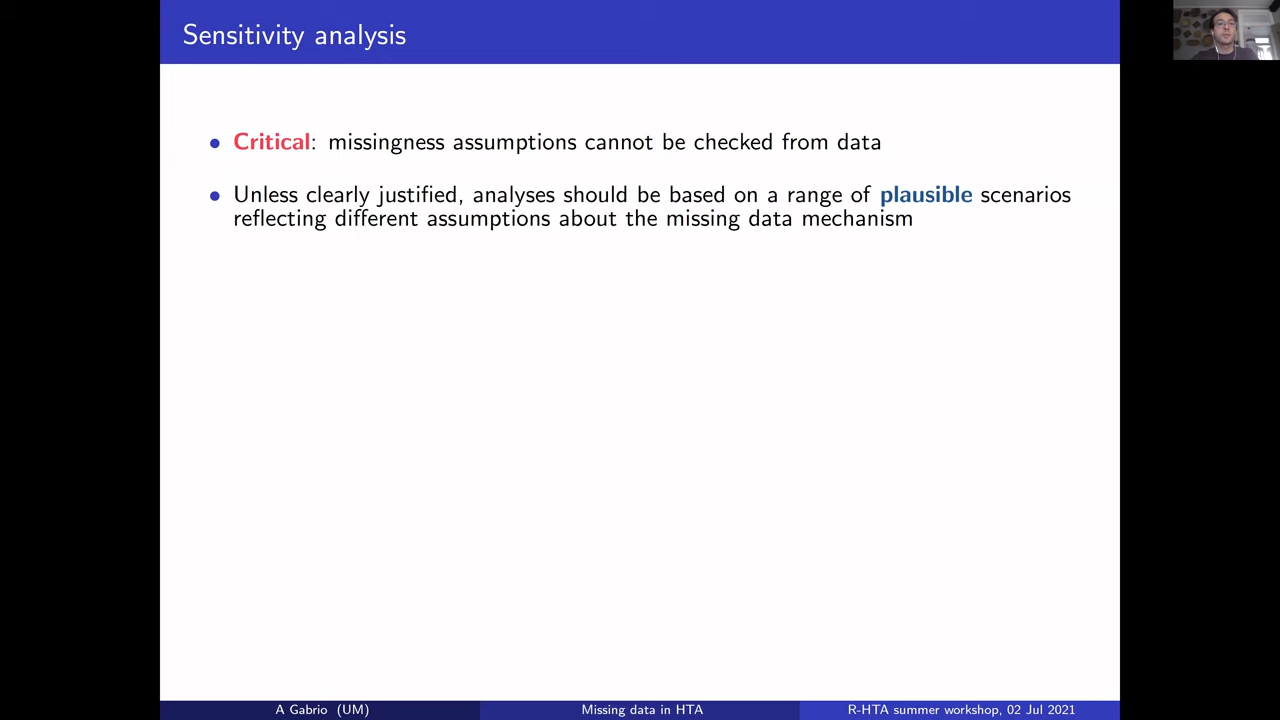 Sensitivity analysis
• Critical: missingness assumptions cannot be checked from data
• Unless clearly justified, analyses should be based on a range of plausible scenarios
reflecting different assumptions about the missing data mechanism
A Gabrio (UM)
Missing data in HTA
R-HTA summer workshop, 02 Jul 2021